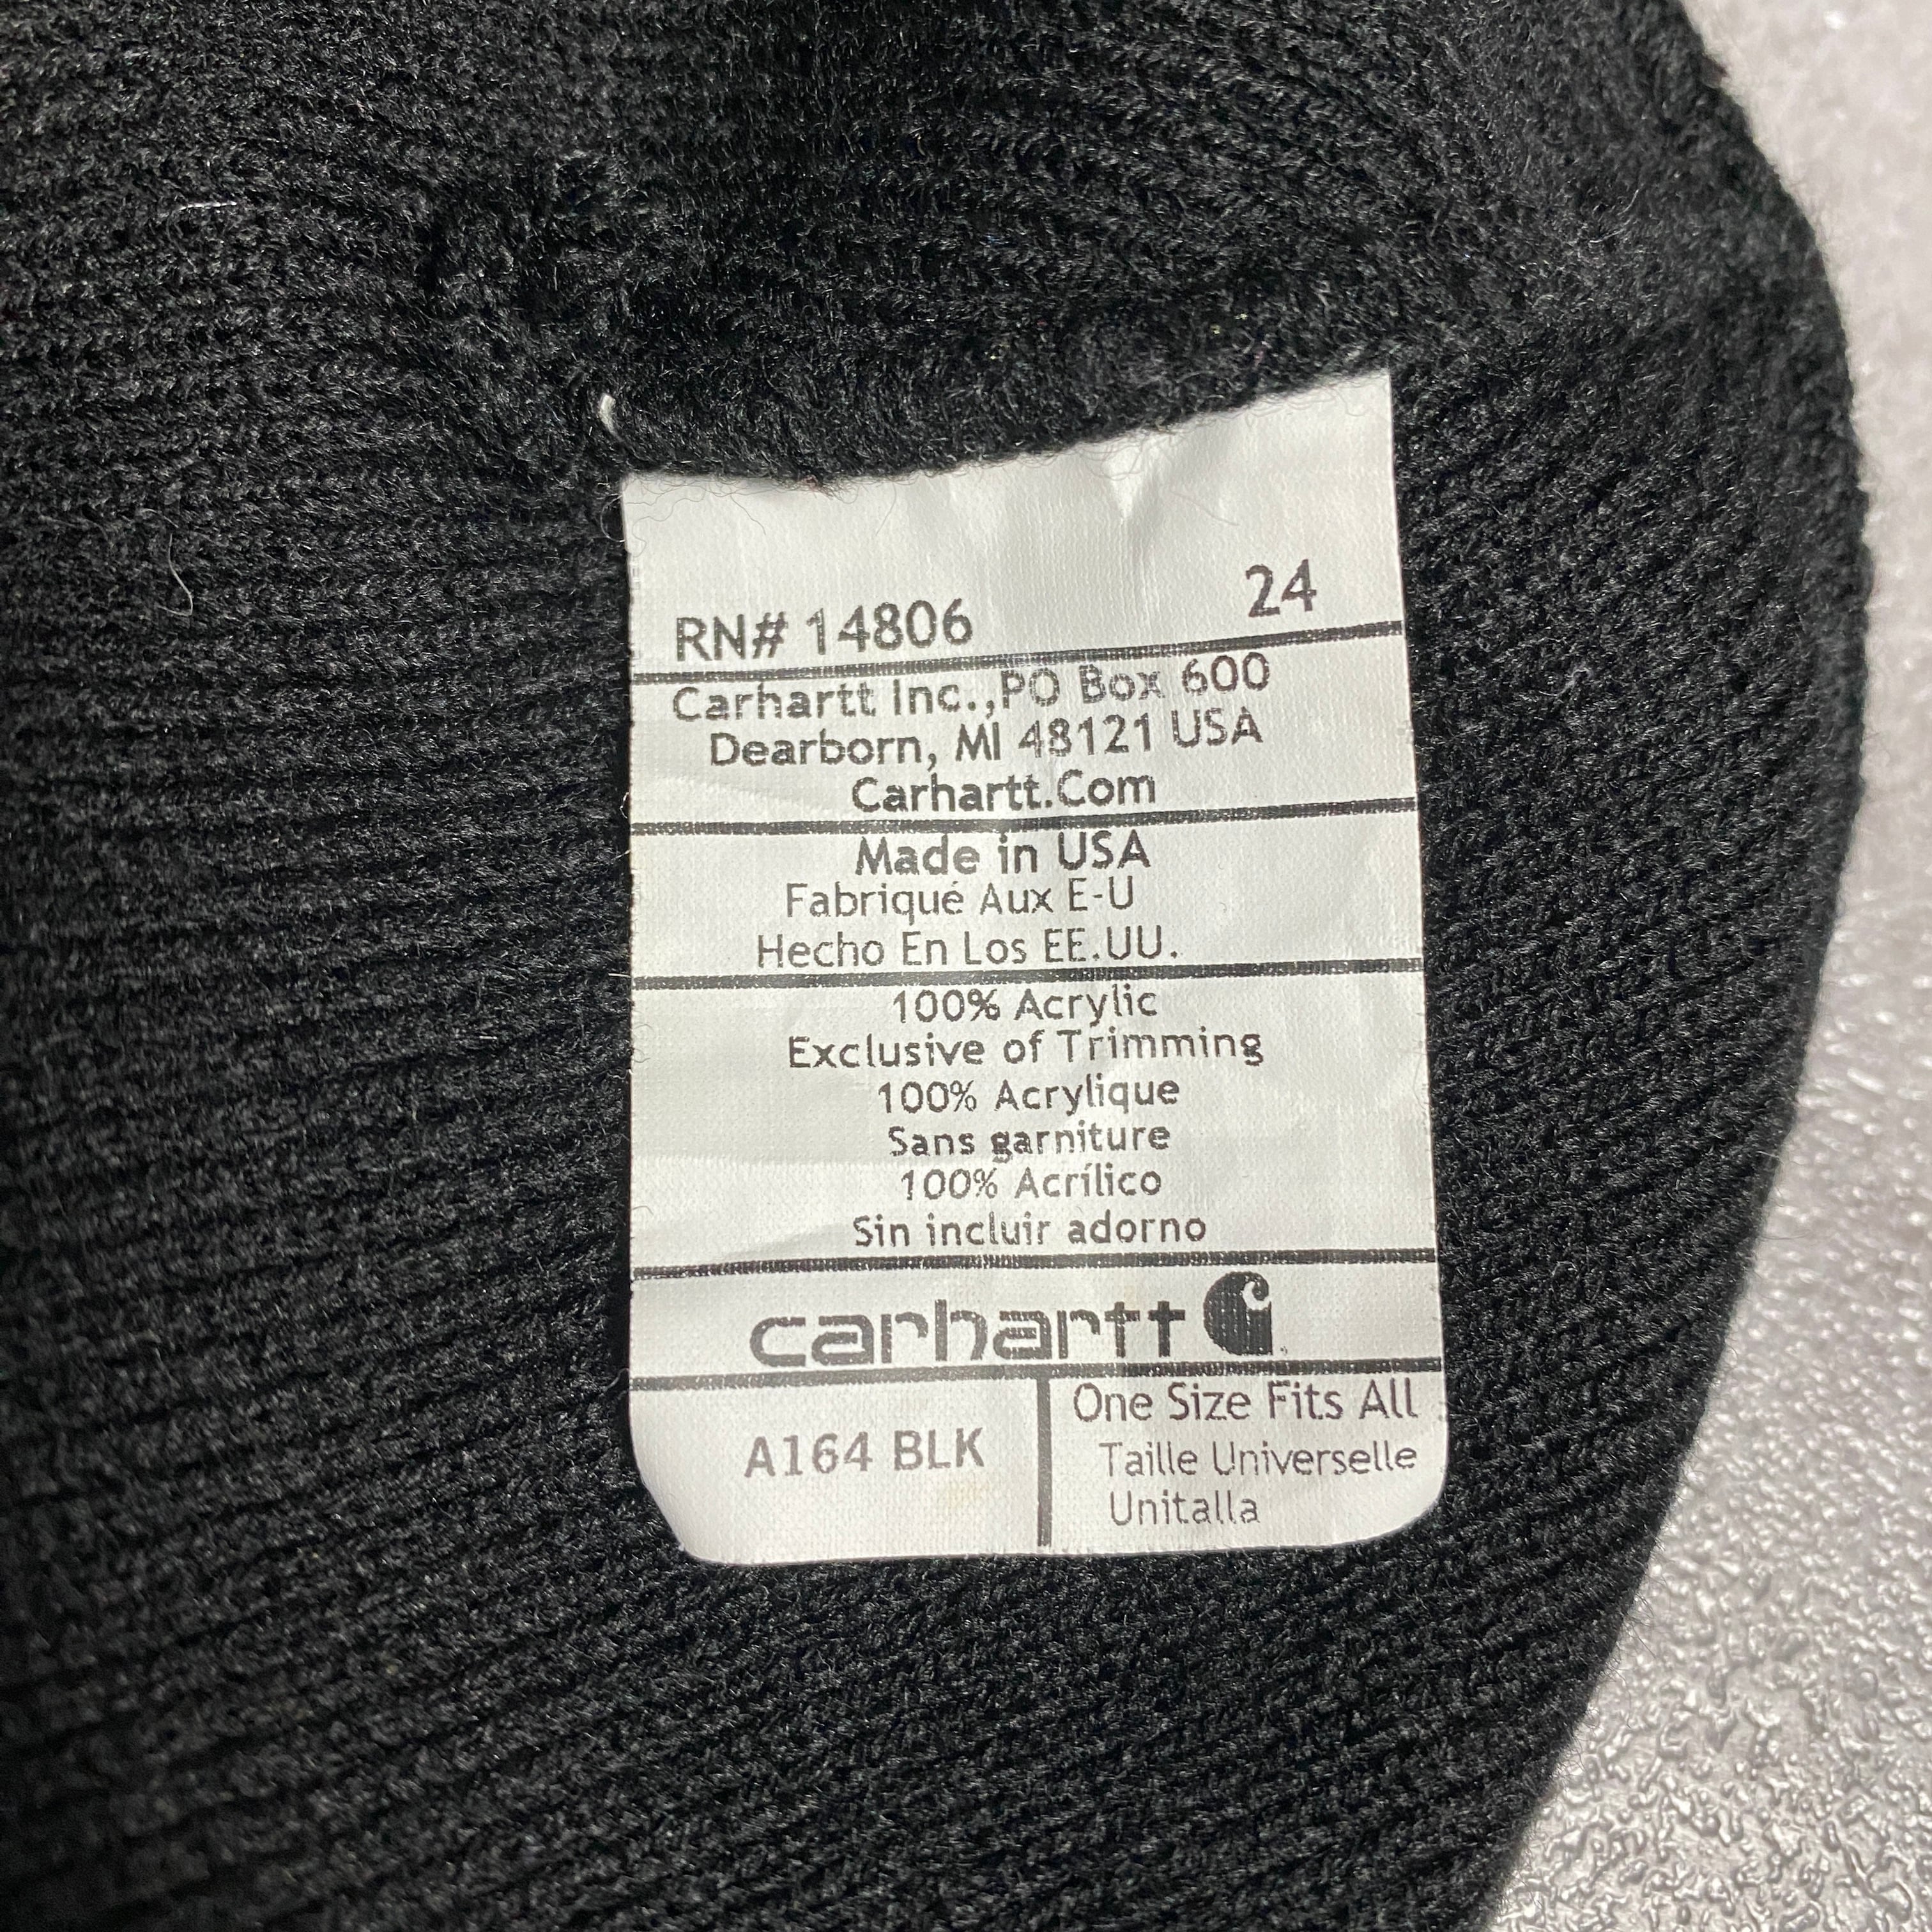 RN# 14806 24
Carhartt Inc.,PO Box 600
Dearborn, MI 48121 USA
Carhartt.Com
Made in USA
Fabriqué Aux E-U
Hecho En Los EE.UU.
100% Acrylic
Exclusive of Trimming
100% Acrylique
Sans garniture
100% Acrílico
Sin incluir adorno
carhartt
A164 BLK
One Size Fits All
Taille Universelle
Unitalla